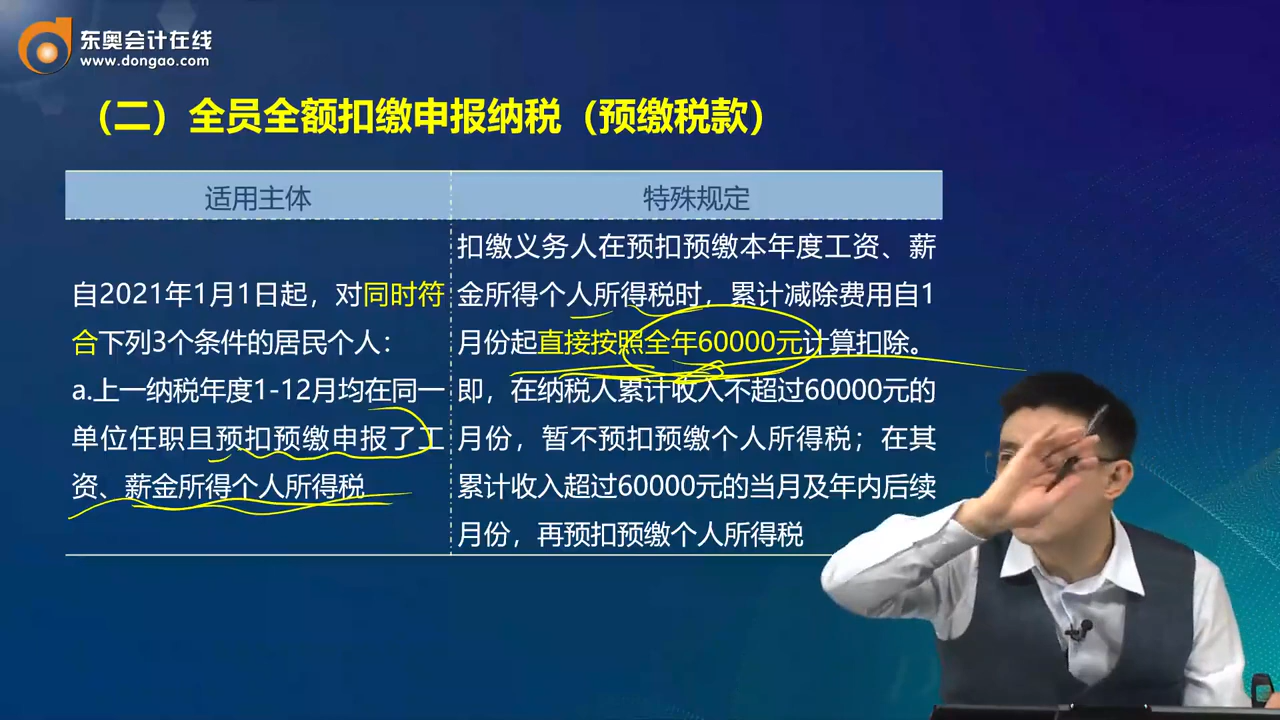 东奥会计在线
www.dongao.com
（二）全员全额扣缴申报纳税（预缴税款）
适用主体
特殊规定
自2021年1月1日起，对同时符
合下列3个条件的居民个人：
a.上一纳税年度1-12月均在同一
单位任职且预扣预缴申报了工
资、薪金所得个人所得税
扣缴义务人在预扣预缴本年度工资、薪
金所得个人所得税时，累计减除费用自1
月份起直接按照全年60000元计算扣除。
即，在纳税人累计收入不超过60000元的
月份，暂不预扣预缴个人所得税；在其
累计收入超过60000元的当月及年内后续
月份，再预扣预缴个人所得税